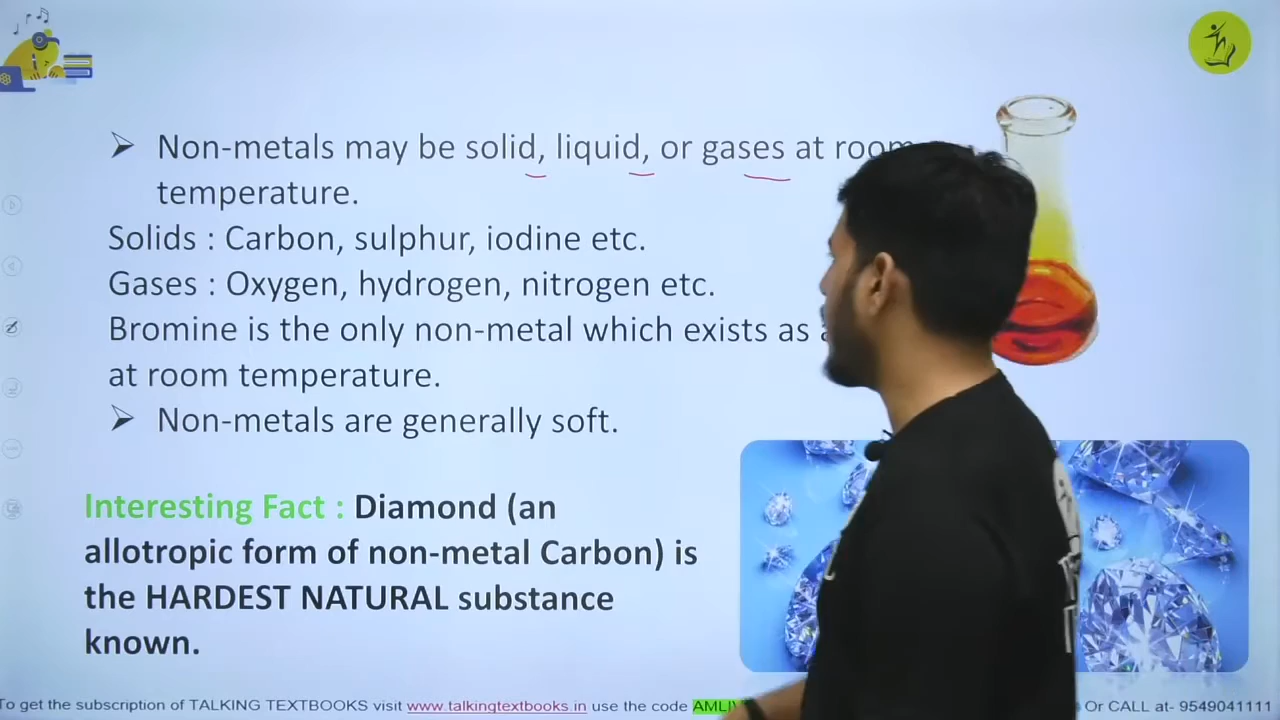 ➢ Non-metals may be solid, liquid, or gases at room
temperature.
Solids : Carbon, sulphur, iodine etc.
Gases : Oxygen, hydrogen, nitrogen etc.
Bromine is the only non-metal which exists as
at room temperature.
➢ Non-metals are generally soft.
Interesting Fact : Diamond (an
allotropic form of non-metal Carbon) is
the HARDEST NATURAL substance
known.
To get the subscription of TALKING TEXTBOOKS visit www.talkingtextbooks.in use the code Or CALL at- 9549041111